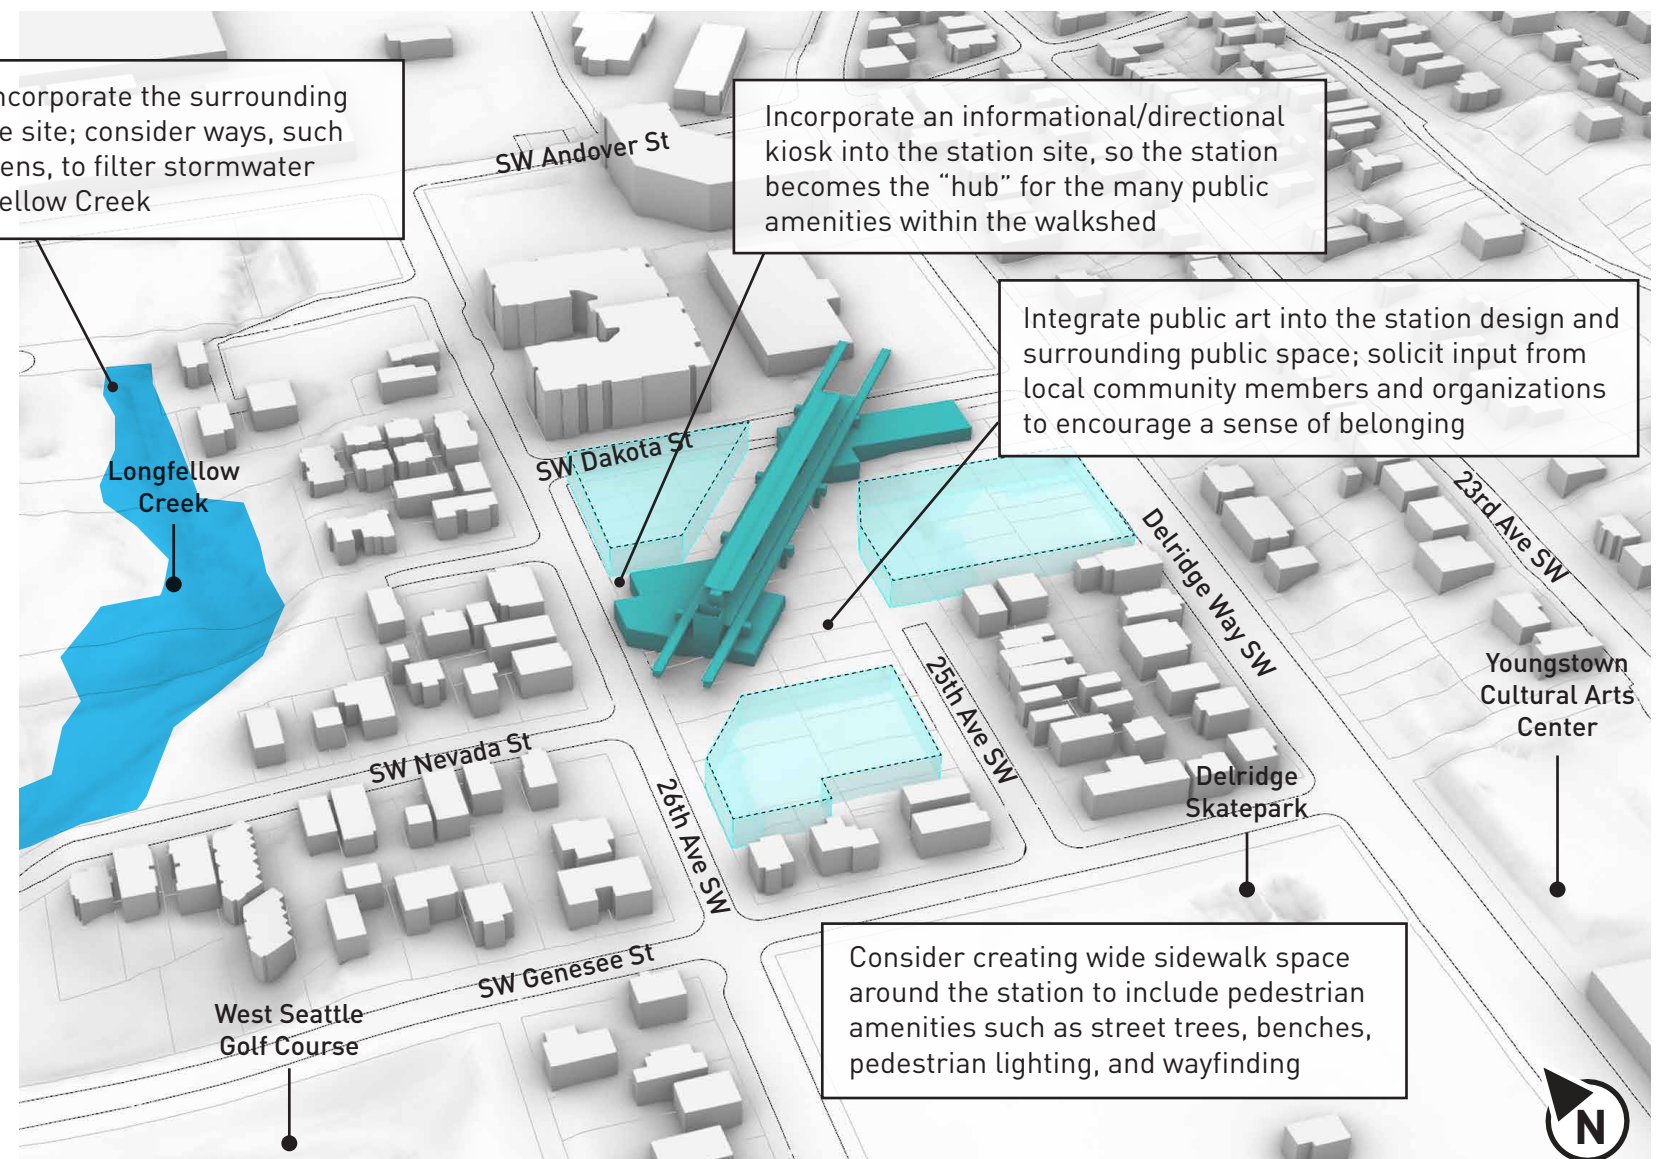 ncorporate the surrounding
e site; consider ways, such
ens, to filter stormwater
ellow Creek
SW Andover St
Incorporate an informational/directional
kiosk into the station site, so the station
becomes the “hub” for the many public
amenities within the walkshed
Integrate public art into the station design and
surrounding public space; solicit input from
local community members and organizations
to encourage a sense of belonging
SW Dakota St
Longfellow
Creek
23rd Ave SW
Delridge Way SW
25th Ave SW
Youngstown
Cultural Arts
Center
SW Nevada St
26th Ave SW
Delridge
Skatepark
SW Genesee St
Consider creating wide sidewalk space
around the station to include pedestrian
amenities such as street trees, benches,
pedestrian lighting, and wayfinding
West Seattle
Golf Course
N